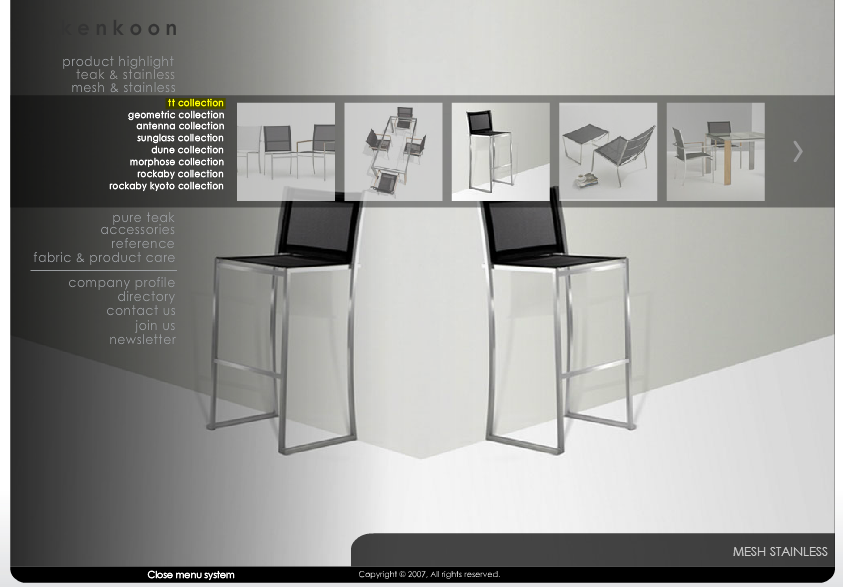 kenkoon
product highlight
teak & stainless
mesh & stainless
tt collection
geometric collection
antenna collection
sunglass collection
dune collection
morphose collection
rockaby collection
rockaby kyoto collection
pure teak
accessories
reference
fabric & product care
company profile
directory
contact us
join us
newsletter
MESH STAINLESS
Close menu system
Copyright © 2007, All rights reserved.